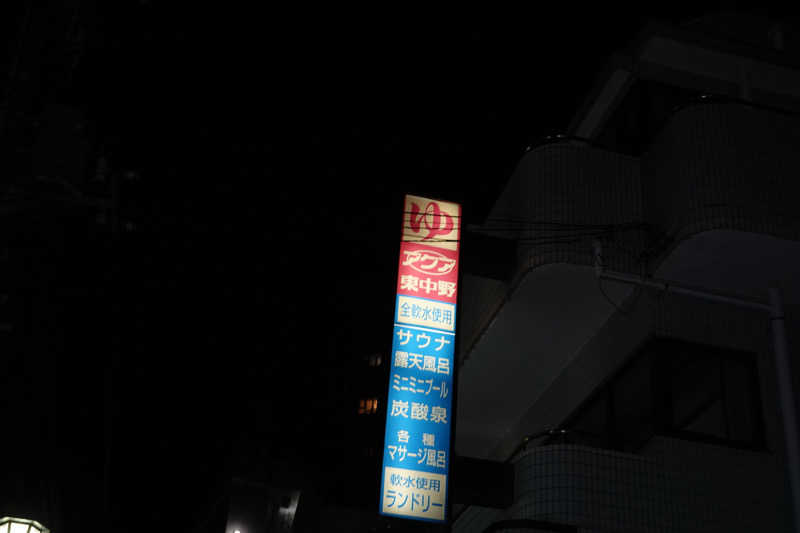 ゆ
アクア
東中野
全軟水使用
サウナ
露天風呂
ミニミニプール
炭酸泉
各種
マサージ風呂
軟水使用
ランドリー